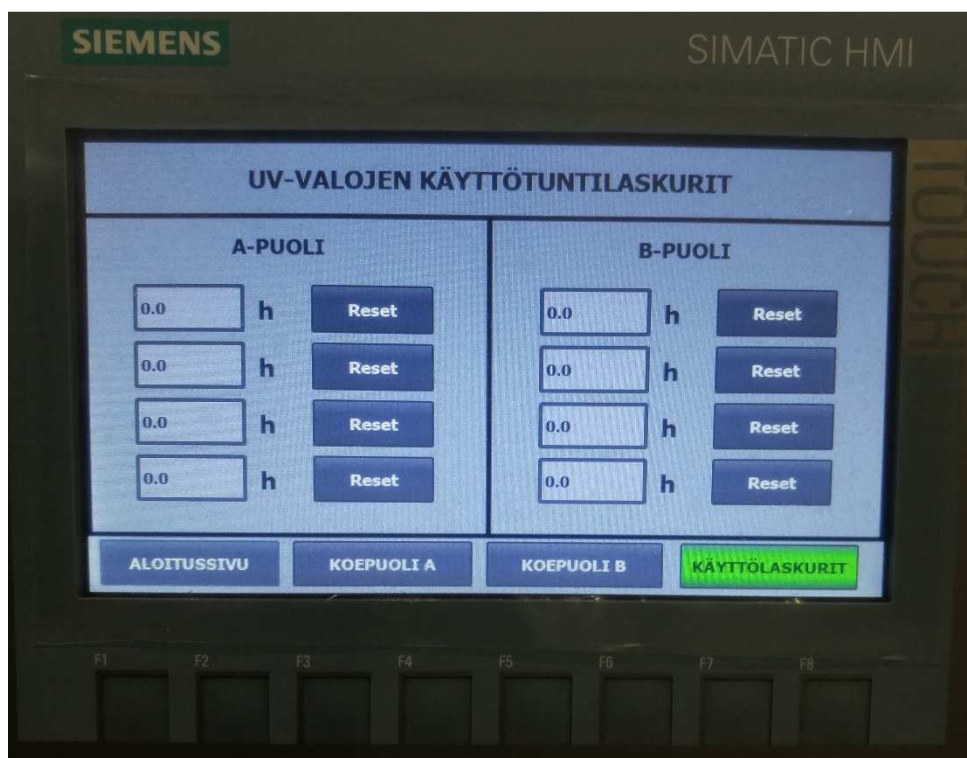 SIEMENS
SIMATIC HMI
TOUCH
UV-VALOJEN KÄYTTÖTUNTILASKURIT
A-PUOLI
B-PUOLI
0.0 h Reset 0.0 h Reset
0.0 h Reset 0.0 h Reset
0.0 h Reset 0.0 h Reset
0.0 h Reset 0.0 h Reset
ALOITUSSIVU KOEPUOLI A KOEPUOLI B KÄYTTÖLASKURIT
F1 F2 F3 F4 F5 F6 F7 F8